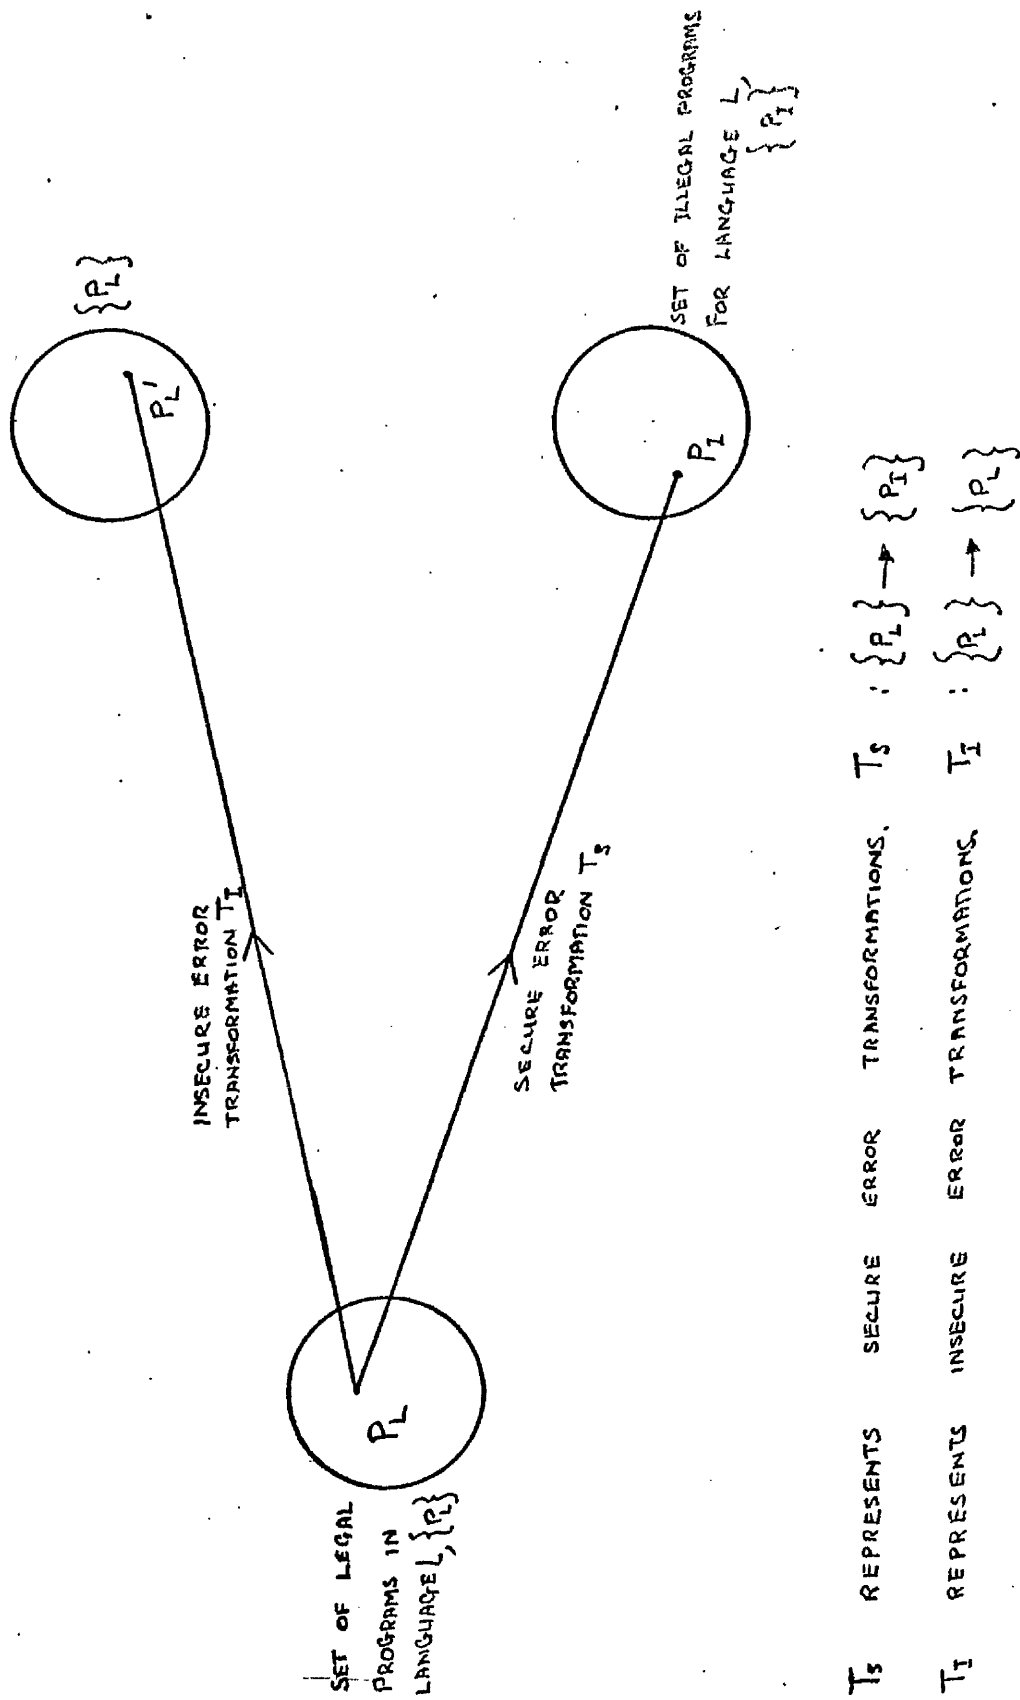 {P_L}
P_L'
INSECURE ERROR
TRANSFORMATION T_I
SET OF LEGAL
PROGRAMS IN
LANGUAGE L, {P_L}
P_L
SECURE ERROR
TRANSFORMATION T_S
P_I
SET OF ILLEGAL PROGRAMS
FOR LANGUAGE L,
{P_I}
T_S REPRESENTS SECURE ERROR TRANSFORMATIONS. T_S : {P_L} → {P_I}
T_I REPRESENTS INSECURE ERROR TRANSFORMATIONS. T_I : {P_L} → {P_L}